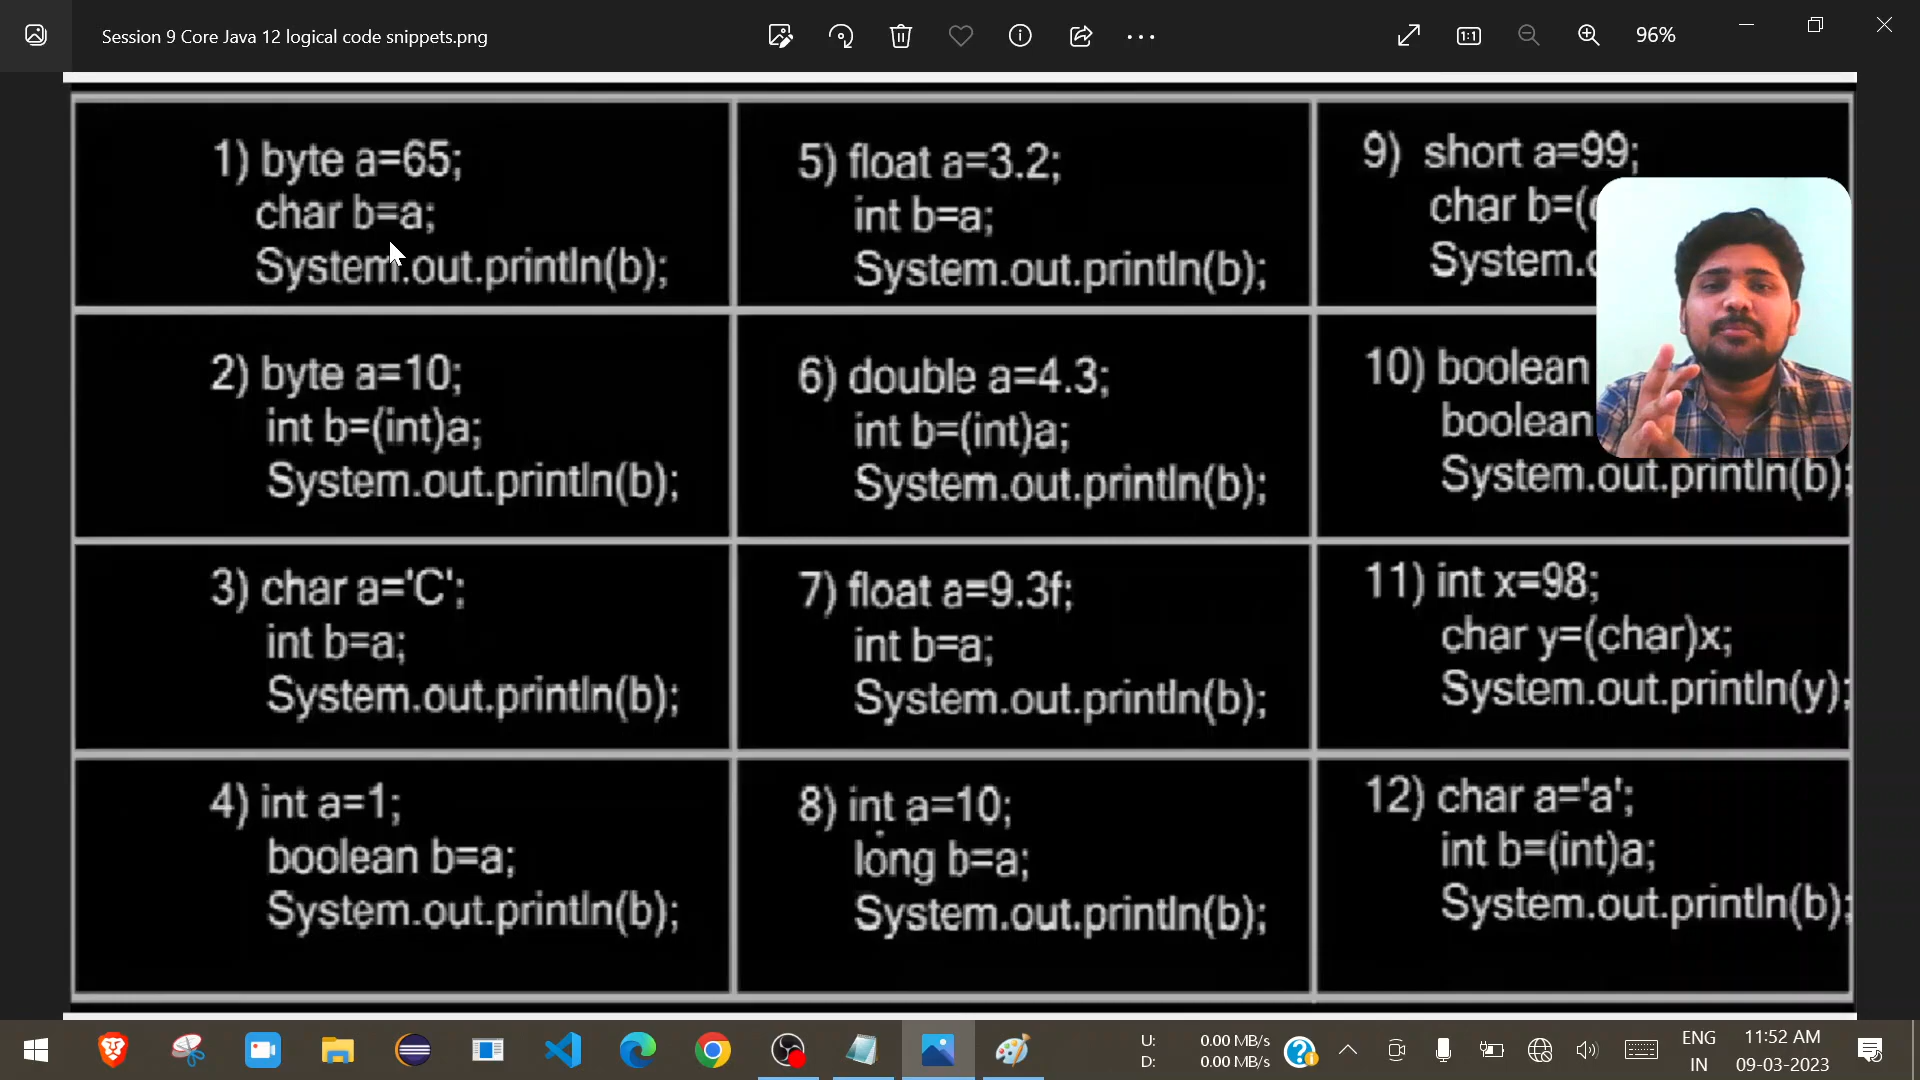 Session 9 Core Java 12 logical code snippets.png
96%
1) byte a=65;
char b=a;
System.out.println(b);
2) byte a=10;
int b=(int)a;
System.out.println(b);
3) char a='C';
int b=a;
System.out.println(b);
4) int a=1;
boolean b=a;
System.out.println(b);
5) float a=3.2;
int b=a;
System.out.println(b);
6) double a=4.3;
int b=(int)a;
System.out.println(b);
7) float a=9.3f;
int b=a;
System.out.println(b);
8) int a=10;
long b=a;
System.out.println(b);
9) short a=99;
char b=(
System.
10) boolean
boolean
System.out.println(b);
11) int x=98;
char y=(char)x;
System.out.println(y);
12) char a='a';
int b=(int)a;
System.out.println(b);
U: 0.00 MB/s
D: 0.00 MB/s
ENG
IN
11:52 AM
09-03-2023